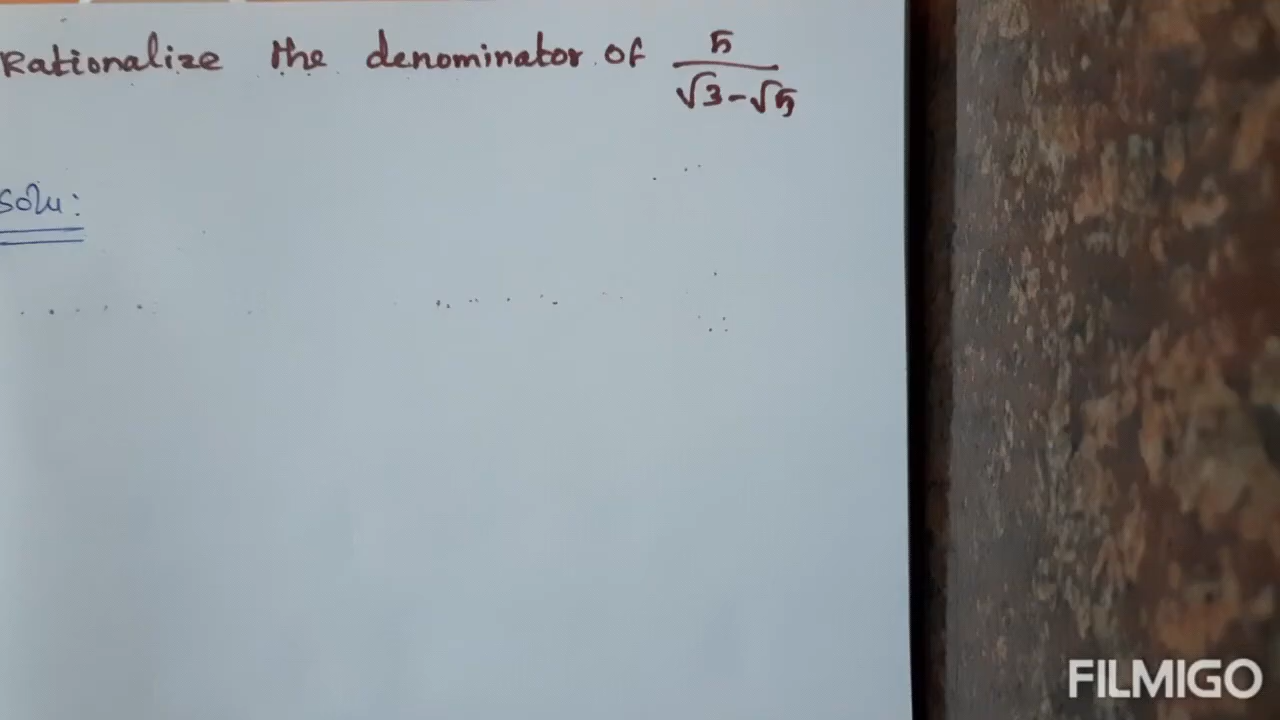 Rationalize the denominator of 5/(√3-√5)
Solu:
FILMIGO